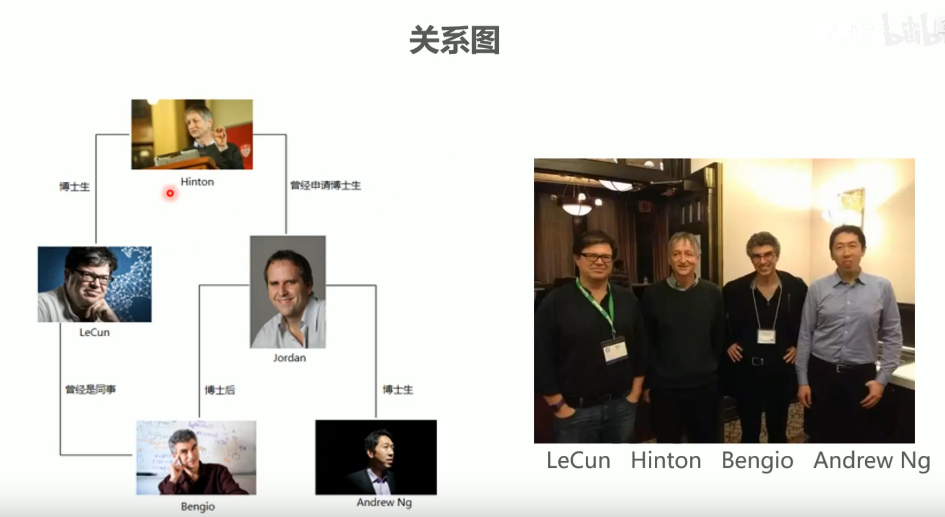 关系图
Hinton
博士生
曾经申请博士生
LeCun
Jordan
曾经是同事
博士后
博士生
Bengio
Andrew Ng
LeCun Hinton Bengio Andrew Ng